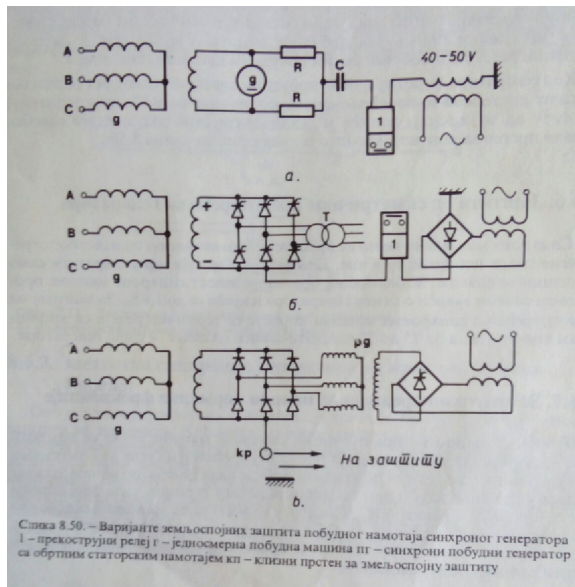 A
B
C
g
g
R
R
C
1
40-50 V
а.
A
B
C
g
+
-
T
1
б.
A
B
C
g
pg
kp
На заштиту
b.
Слика 8.50. – Варијанте земљоспојних заштита побудног намотаја синхроног генератора
1 – прекострујни релеј г – једносмерна побудна машина пг – синхрони побудни генератор
са обртним статорским намотајем кп – клизни прстен за змељоспојну заштиту